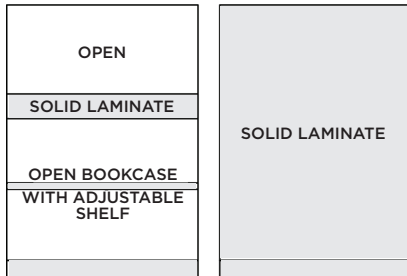 OPEN
SOLID LAMINATE
OPEN BOOKCASE
WITH ADJUSTABLE
SHELF
SOLID LAMINATE